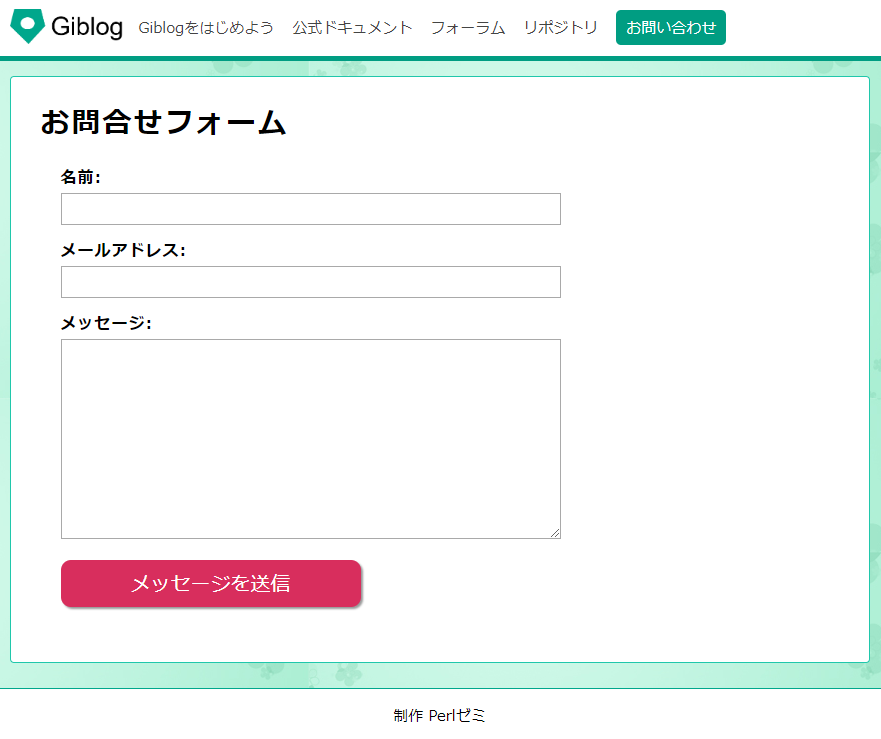 Giblog Giblogをはじめよう 公式ドキュメント フォーラム リポジトリ お問い合わせ
お問合せフォーム
名前:
メールアドレス:
メッセージ:
メッセージを送信
制作 Perlゼミ